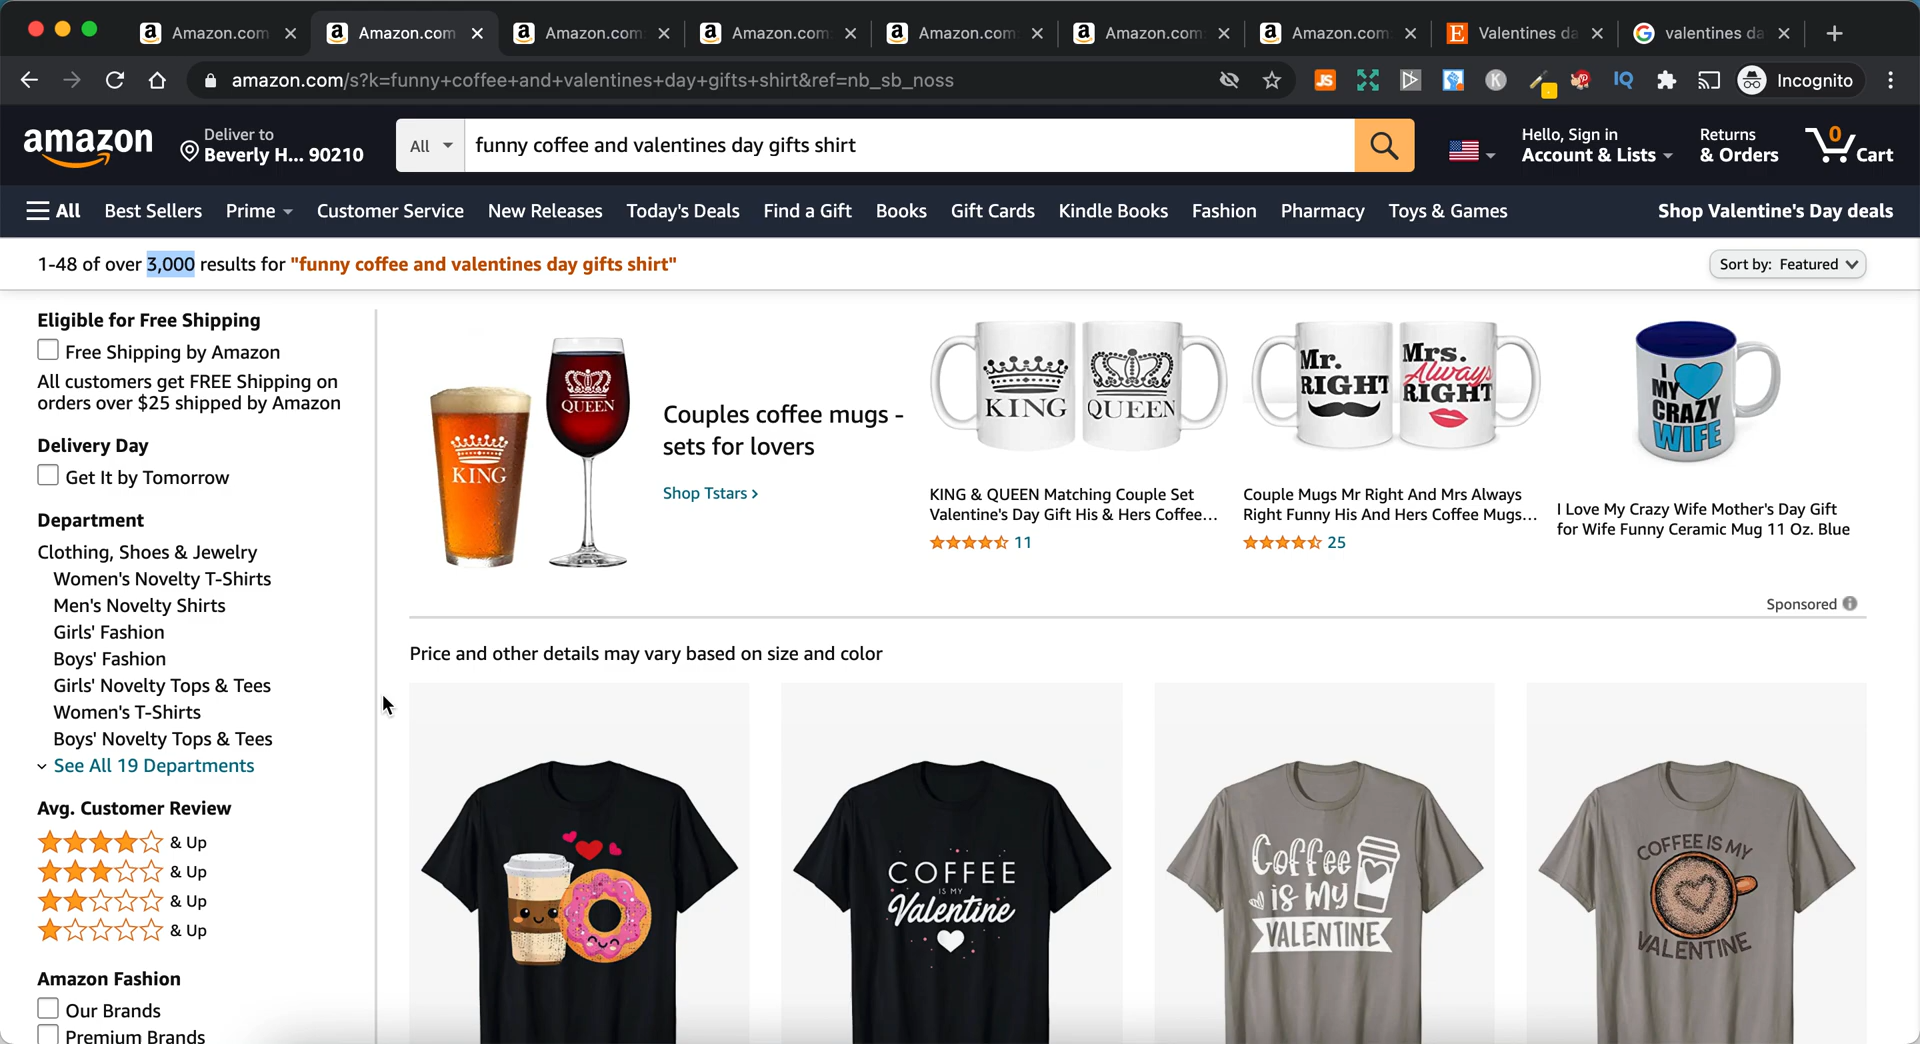 Amazon.com
Amazon.com
Amazon.com
Amazon.com
Amazon.com
Amazon.com
Amazon.com
Valentines da
valentines da
amazon.com/s?k=funny+coffee+and+valentines+day+gifts+shirt&ref=nb_sb_noss
JS
K
IQ
Incognito
amazon
Deliver to
Beverly H... 90210
All
funny coffee and valentines day gifts shirt
Hello, Sign in
Account & Lists
Returns
& Orders
0
Cart
All
Best Sellers
Prime
Customer Service
New Releases
Today's Deals
Find a Gift
Books
Gift Cards
Kindle Books
Fashion
Pharmacy
Toys & Games
Shop Valentine's Day deals
1-48 of over 3,000 results for "funny coffee and valentines day gifts shirt"
Sort by: Featured
Eligible for Free Shipping
Free Shipping by Amazon
All customers get FREE Shipping on
orders over $25 shipped by Amazon
Delivery Day
Get It by Tomorrow
Department
Clothing, Shoes & Jewelry
Women's Novelty T-Shirts
Men's Novelty Shirts
Girls' Fashion
Boys' Fashion
Girls' Novelty Tops & Tees
Women's T-Shirts
Boys' Novelty Tops & Tees
See All 19 Departments
Avg. Customer Review
& Up
& Up
& Up
& Up
Amazon Fashion
Our Brands
Premium Brands
KING
QUEEN
Couples coffee mugs -
sets for lovers
Shop Tstars ›
KING
QUEEN
KING & QUEEN Matching Couple Set
Valentine's Day Gift His & Hers Coffee...
11
Mr.
RIGHT
Mrs.
Always
RIGHT
Couple Mugs Mr Right And Mrs Always
Right Funny His And Hers Coffee Mugs...
25
I
MY
CRAZY
WIFE
I Love My Crazy Wife Mother's Day Gift
for Wife Funny Ceramic Mug 11 Oz. Blue
Sponsored
Price and other details may vary based on size and color
COFFEE
IS MY
Valentine
Coffee
is My
VALENTINE
COFFEE IS MY
VALENTINE